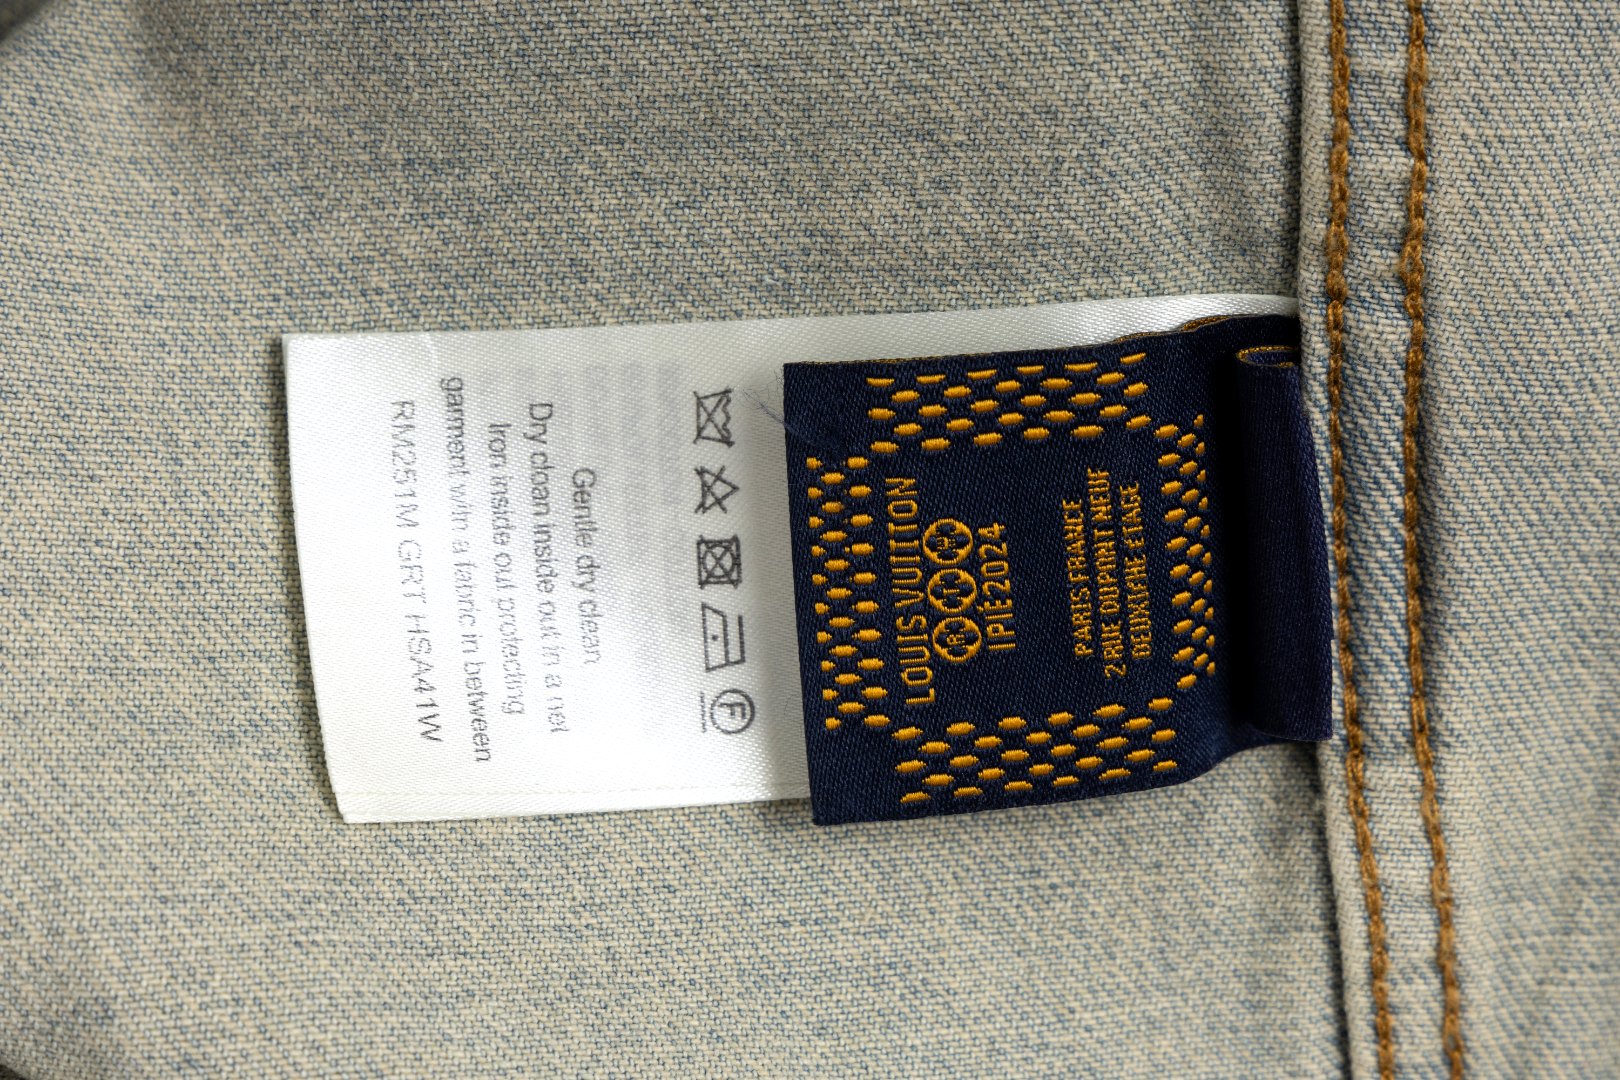 LOUIS VUITTON
1PIE2024
PARIS FRANCE
2 RUE DU PONT NEUF
DEUXIEME ETAGE
F
Gentle dry clean
Dry clean inside out in a net
Iron inside out protecting
garment with a fabric in between
RM251M GRT HSA41W